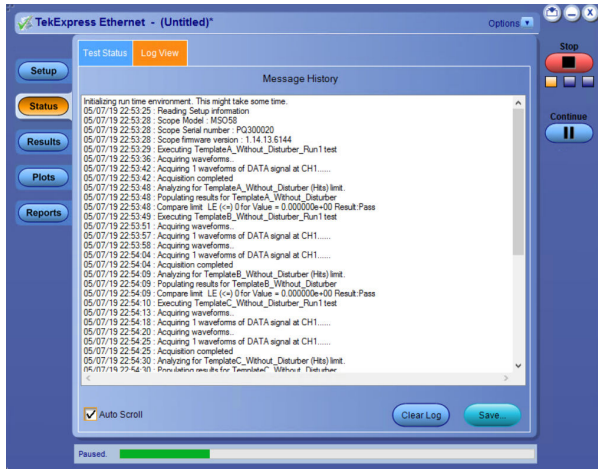 TekExpress Ethernet - (Untitled)*
Options
Test Status
Log View
Stop
Setup
Status
Results
Plots
Reports
Continue
Message History
Initializing run time environment. This might take some time.
05/07/19 22:53:25 : Reading Setup information
05/07/19 22:53:28 : Scope Model : MSO58
05/07/19 22:53:28 : Scope Serial number : PQ300020
05/07/19 22:53:28 : Scope firmware version : 1.14.13.6144
05/07/19 22:53:29 : Executing TemplateA_Without_Disturber_Run1 test
05/07/19 22:53:36 : Acquiring waveforms..
05/07/19 22:53:42 : Acquiring 1 waveforms of DATA signal at CH1......
05/07/19 22:53:42 : Acquisition completed
05/07/19 22:53:48 : Analyzing for TemplateA_Without_Disturber (Hits) limit.
05/07/19 22:53:48 : Populating results for TemplateA_Without_Disturber
05/07/19 22:53:48 : Compare limit LE (<=) 0 for Value = 0.000000e+00 Result:Pass
05/07/19 22:53:49 : Executing TemplateB_Without_Disturber_Run1 test
05/07/19 22:53:51 : Acquiring waveforms..
05/07/19 22:53:57 : Acquiring 1 waveforms of DATA signal at CH1......
05/07/19 22:53:58 : Acquiring waveforms..
05/07/19 22:54:04 : Acquiring 1 waveforms of DATA signal at CH1......
05/07/19 22:54:04 : Acquisition completed
05/07/19 22:54:09 : Analyzing for TemplateB_Without_Disturber (Hits) limit.
05/07/19 22:54:09 : Populating results for TemplateB_Without_Disturber
05/07/19 22:54:09 : Compare limit LE (<=) 0 for Value = 0.000000e+00 Result:Pass
05/07/19 22:54:10 : Executing TemplateC_Without_Disturber_Run1 test
05/07/19 22:54:13 : Acquiring waveforms..
05/07/19 22:54:18 : Acquiring 1 waveforms of DATA signal at CH1......
05/07/19 22:54:20 : Acquiring waveforms..
05/07/19 22:54:25 : Acquiring 1 waveforms of DATA signal at CH1......
05/07/19 22:54:25 : Acquisition completed
05/07/19 22:54:30 : Analyzing for TemplateC_Without_Disturber (Hits) limit.
05/07/19 22:54:30 : Populating results for TemplateC_Without_Disturber
Auto Scroll
Clear Log
Save...
Paused.